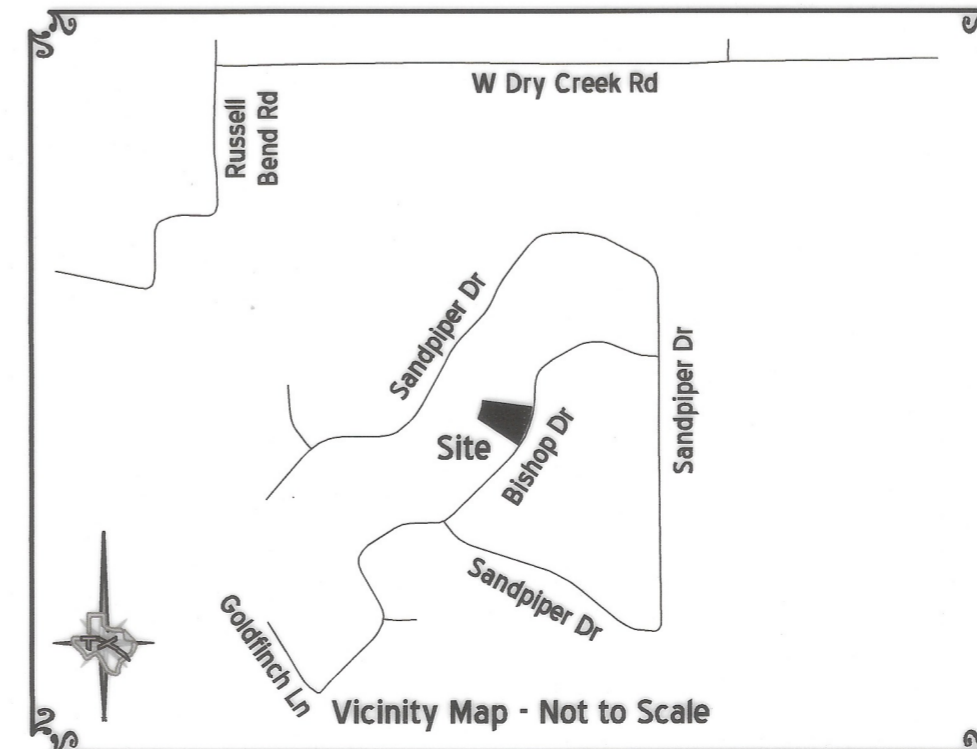 W Dry Creek Rd
Russell
Bend Rd
Sandpiper Dr
Sandpiper Dr
Site
Bishop Dr
Sandpiper Dr
Goldfinch Ln
TX
Vicinity Map - Not to Scale